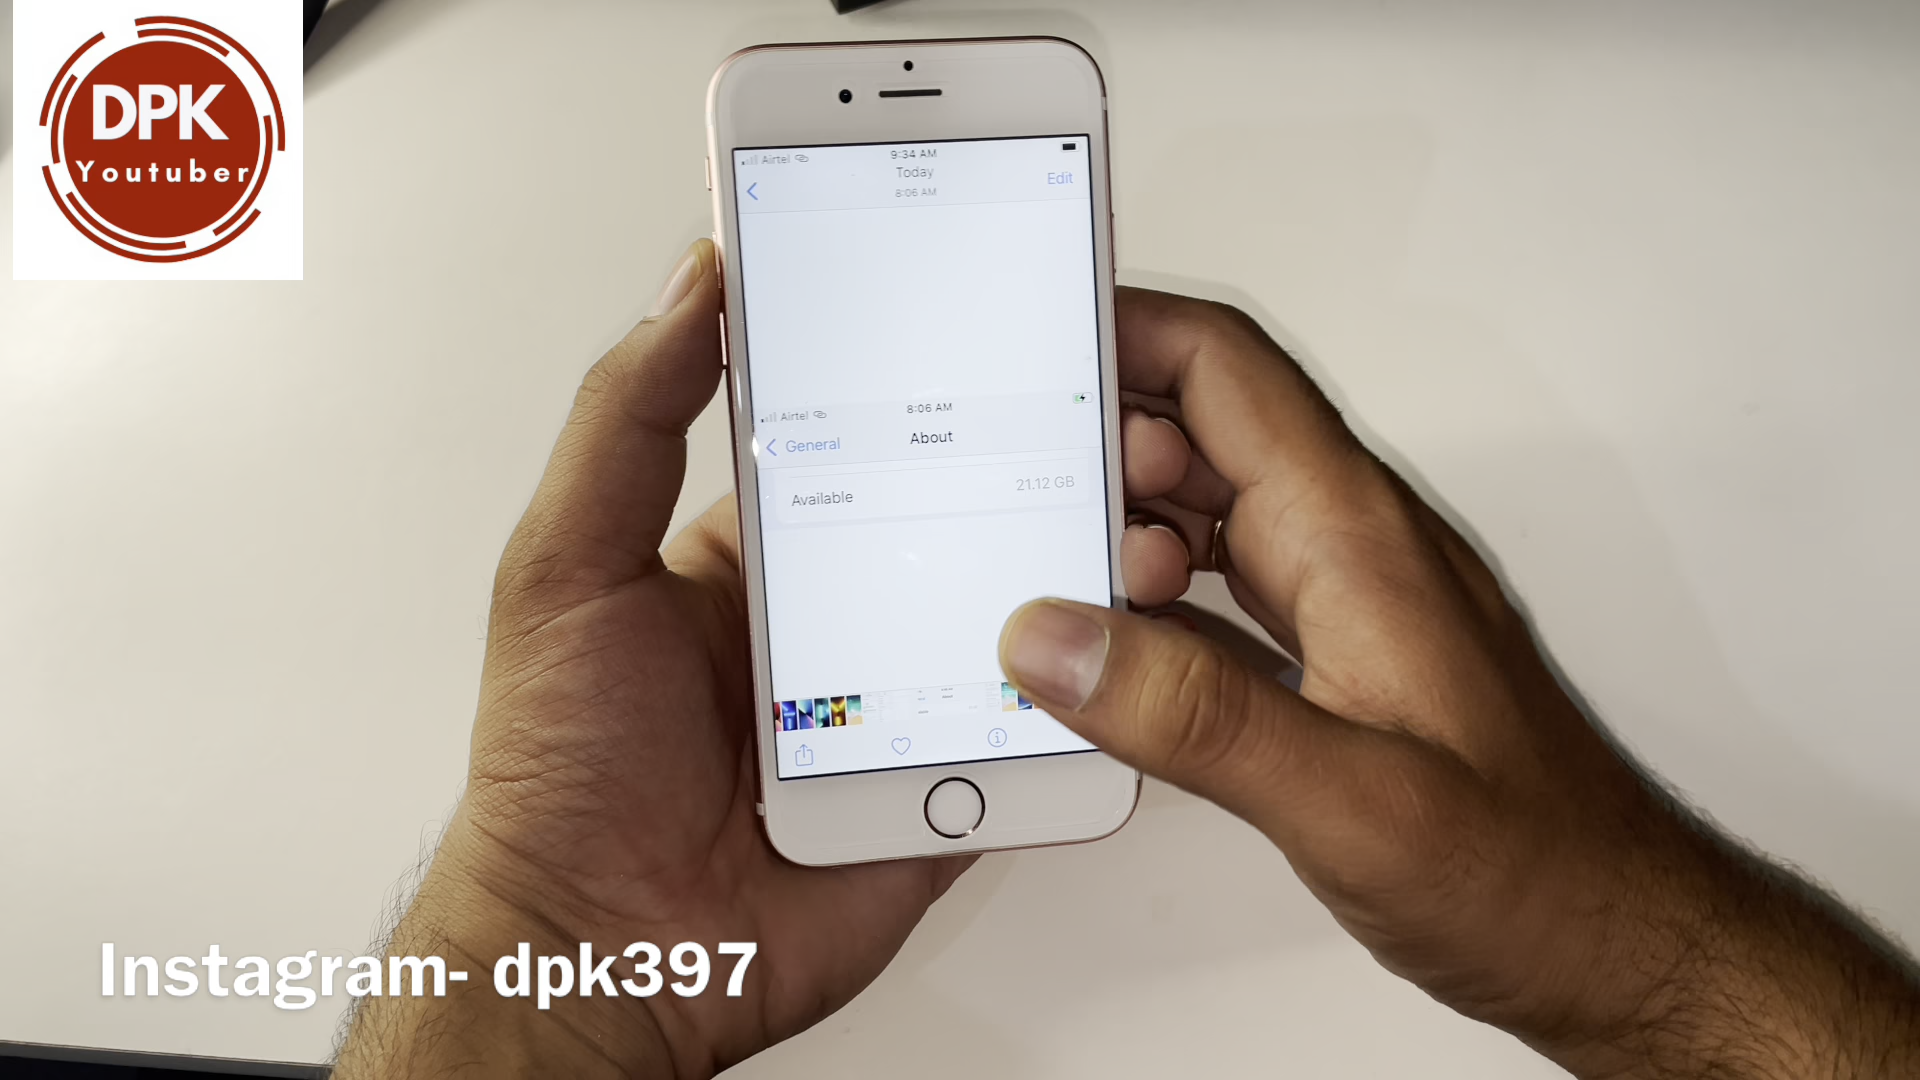 DPK
Youtuber
Airtel
9:34 AM
Today
8:06 AM
Edit
Airtel
8:06 AM
General
About
Available
21.12 GB
Instagram- dpk397